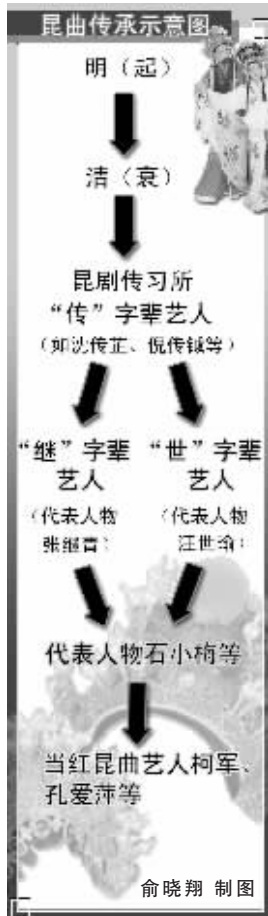 昆曲传承示意图
明（起）
清（衰）
昆剧传习所
“传”字辈艺人
（如沈传芷、倪传钺等）
“继”字辈
艺人
（代表人物
张继青）
“世”字辈
艺人
（代表人物
汪世瑜）
代表人物石小梅等
当红昆曲艺人柯军、
孔爱萍等
俞晓翔 制图